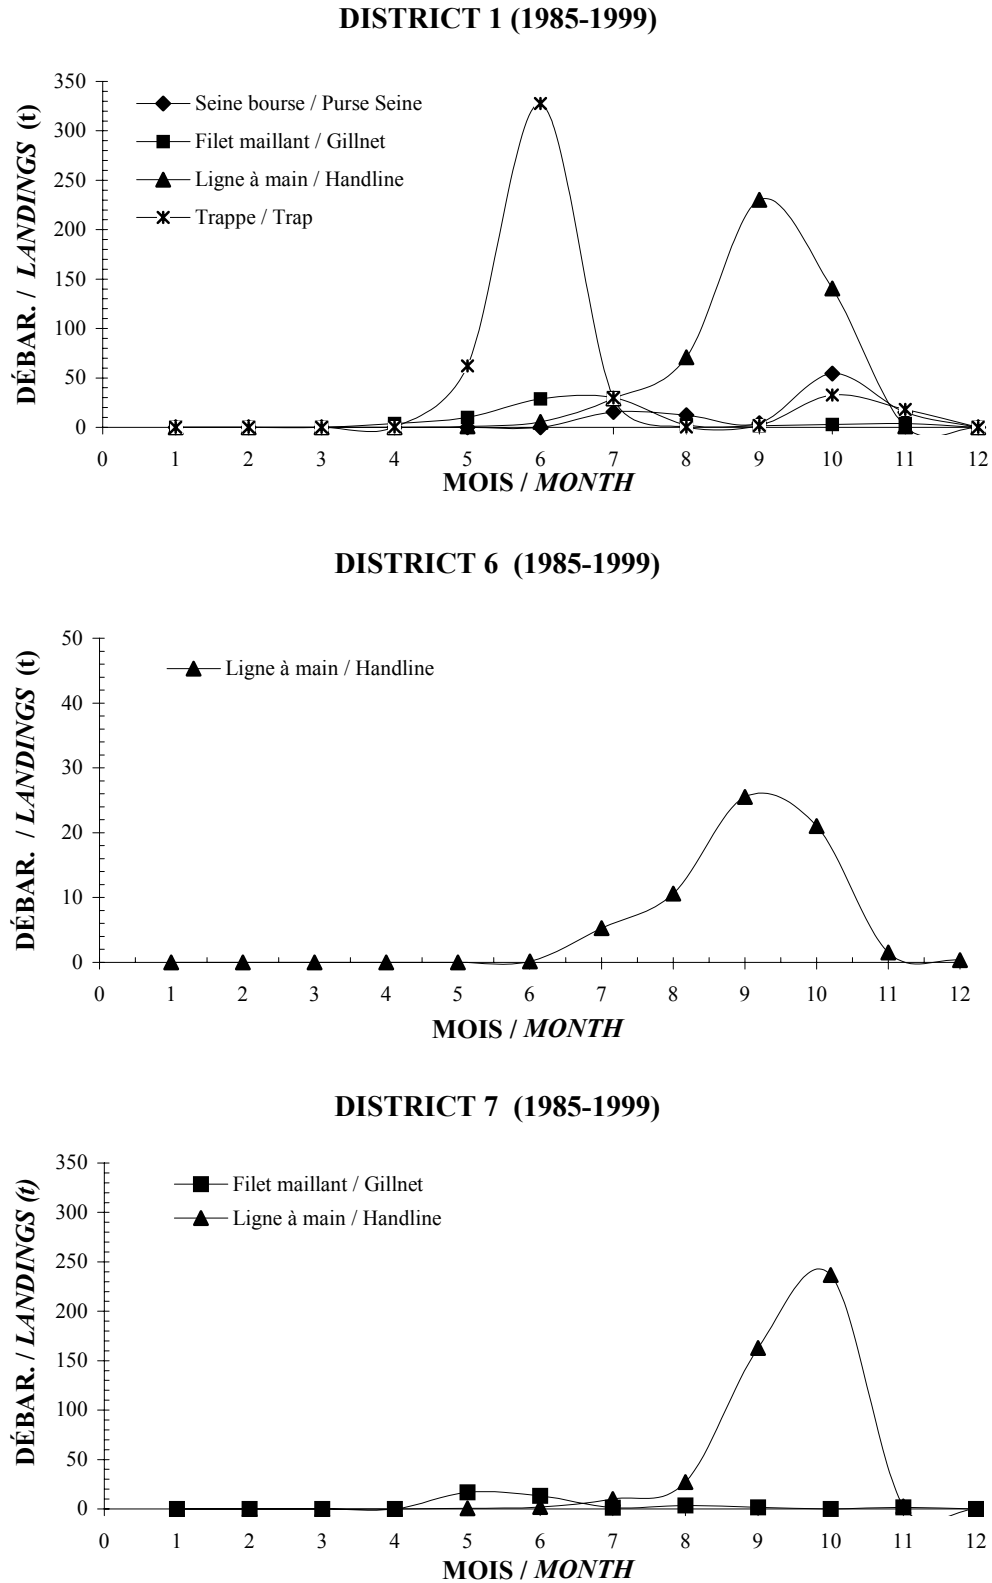 DISTRICT 1 (1985-1999)
DÉBAR. / LANDINGS (t)
350
300
250
200
150
100
50
0
Seine bourse / Purse Seine
Filet maillant / Gillnet
Ligne à main / Handline
Trappe / Trap
0 1 2 3 4 5 6 7 8 9 10 11 12
MOIS / MONTH
DISTRICT 6 (1985-1999)
DÉBAR. / LANDINGS (t)
50
40
30
20
10
0
Ligne à main / Handline
0 1 2 3 4 5 6 7 8 9 10 11 12
MOIS / MONTH
DISTRICT 7 (1985-1999)
DÉBAR. / LANDINGS (t)
350
300
250
200
150
100
50
0
Filet maillant / Gillnet
Ligne à main / Handline
0 1 2 3 4 5 6 7 8 9 10 11 12
MOIS / MONTH